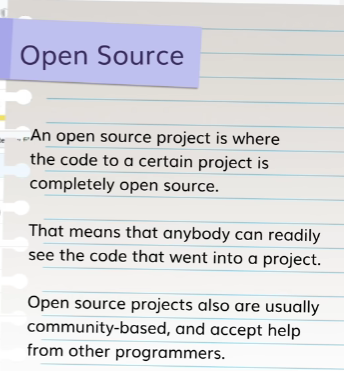 Open Source
An open source project is where
the code to a certain project is
completely open source.
That means that anybody can readily
see the code that went into a project.
Open source projects also are usually
community-based, and accept help
from other programmers.